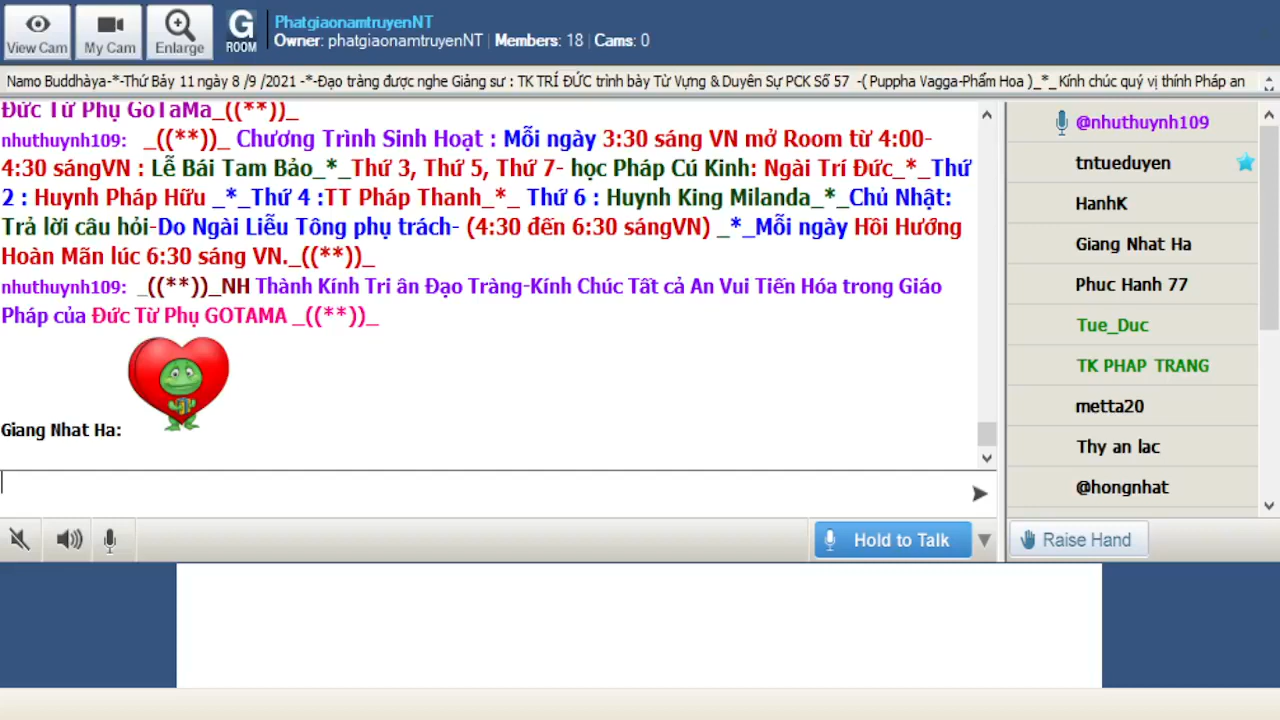 View Cam
My Cam
Enlarge
G
ROOM
PhatgiaonamtruyenNT
Owner: phatgiaonamtruyenNT | Members: 18 | Cams: 0
Namo Buddhàya-*-Thứ Bảy 11 ngày 8 /9 /2021 -*-Đạo tràng được nghe Giảng sư : TK TRÍ ĐỨC trình bày Từ Vựng & Duyên Sự PCK Số 57 -( Puppha Vagga-Phẩm Hoa )_*_ Kính chúc quý vị thính Pháp an
Đức Từ Phụ GoTaMa_((**))_
nhuthuynh109: _((**))_ Chương Trình Sinh Hoạt : Mỗi ngày 3:30 sáng VN mở Room từ 4:00-
4:30 sángVN : Lễ Bái Tam Bảo_*_Thứ 3, Thứ 5, Thứ 7- học Pháp Cú Kinh: Ngài Trí Đức_*_Thứ
2 : Huynh Pháp Hữu _*_Thứ 4 :TT Pháp Thanh_*_ Thứ 6 : Huynh King Milanda_*_Chủ Nhật:
Trả lời câu hỏi-Do Ngài Liễu Tông phụ trách- (4:30 đến 6:30 sángVN) _*_Mỗi ngày Hồi Hướng
Hoàn Mãn lúc 6:30 sáng VN._((**))_
nhuthuynh109: _((**))_NH Thành Kính Tri ân Đạo Tràng-Kính Chúc Tất cả An Vui Tiến Hóa trong Giáo
Pháp của Đức Từ Phụ GOTAMA _((**))_
Giang Nhat Ha:
@nhuthuynh109
tntueduyen
HanhK
Giang Nhat Ha
Phuc Hanh 77
Tue_Duc
TK PHAP TRANG
metta20
Thy an lac
@hongnhat
Hold to Talk
Raise Hand